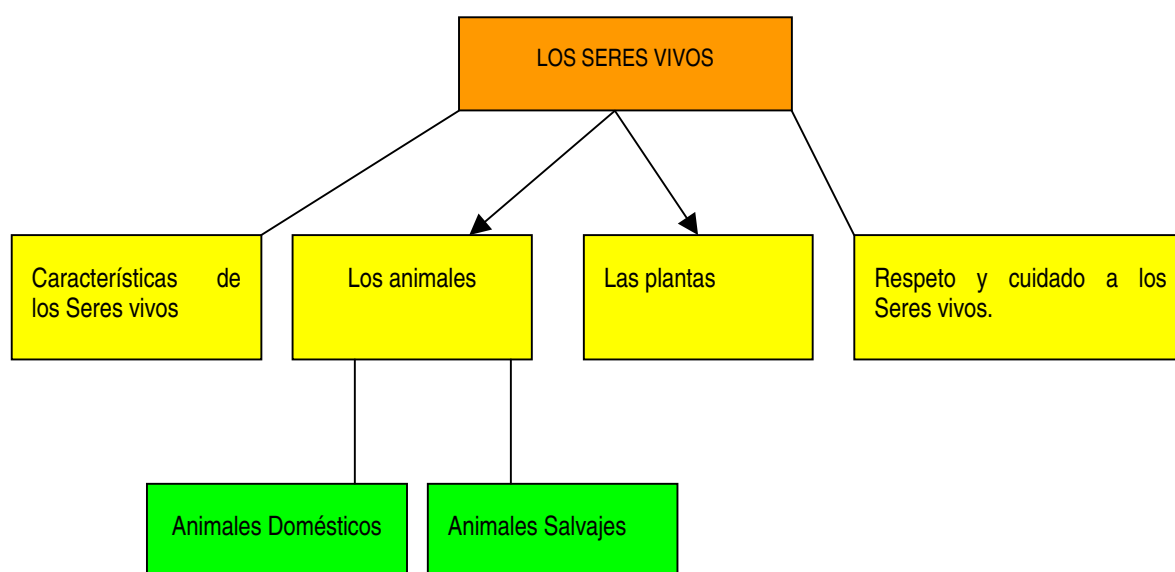 LOS SERES VIVOS
Características de
los Seres vivos
Los animales
Las plantas
Respeto y cuidado a los
Seres vivos.
Animales Domésticos
Animales Salvajes